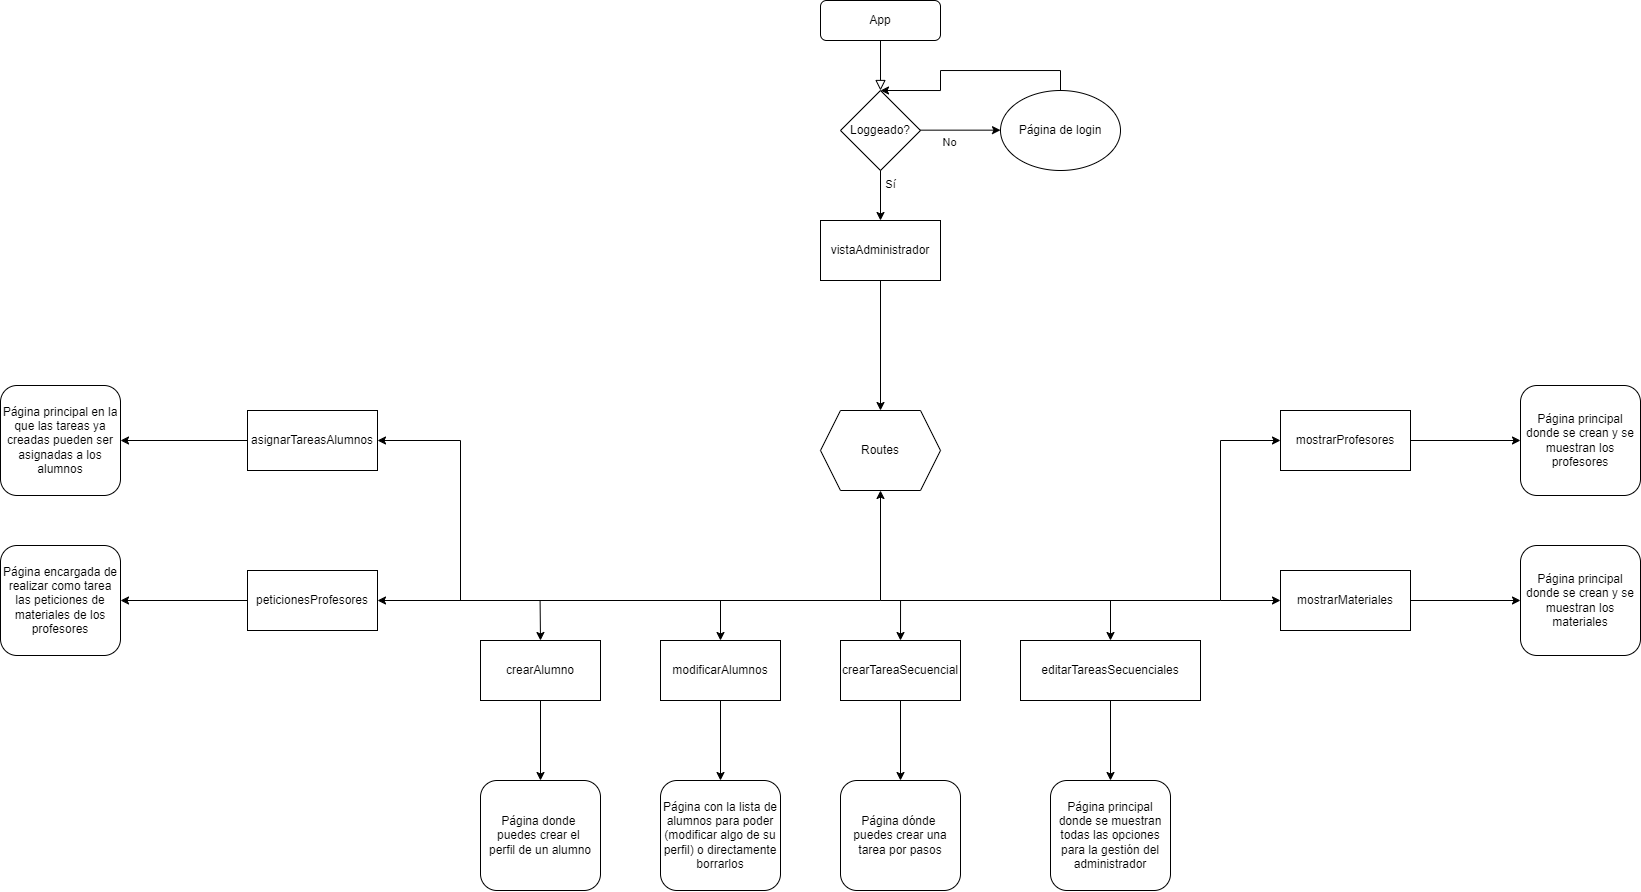 App
Loggeado?
Página de login
No
Sí
vistaAdministrador
Página principal en la
que las tareas ya
creadas pueden ser
asignadas a los
alumnos
asignarTareasAlumnos
Routes
mostrarProfesores
Página principal
donde se crean y se
muestran los
profesores
Página encargada de
realizar como tarea
las peticiones de
materiales de los
profesores
peticionesProfesores
mostrarMateriales
Página principal
donde se crean y se
muestran los
materiales
crearAlumno
modificarAlumnos
crearTareaSecuencial
editarTareasSecuenciales
Página donde
puedes crear el
perfil de un alumno
Página con la lista de
alumnos para poder
(modificar algo de su
perfil) o directamente
borrarlos
Página dónde
puedes crear una
tarea por pasos
Página principal
donde se muestran
todas las opciones
para la gestión del
administrador